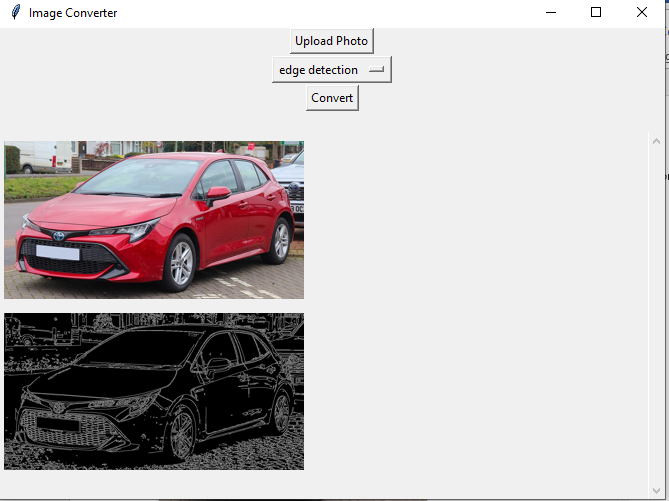 Image Converter
Upload Photo
edge detection
Convert